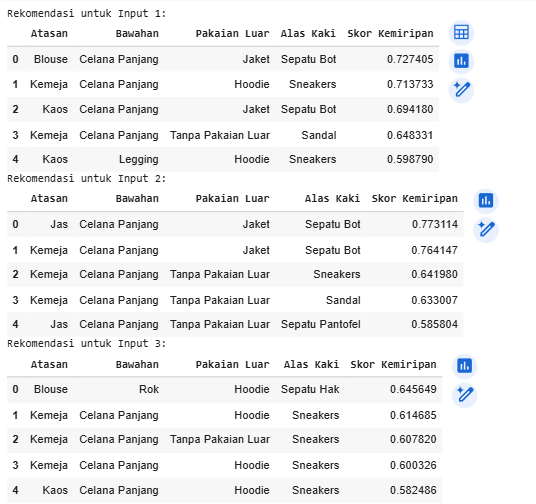 Rekomendasi untuk Input 1:
Atasan Bawahan Pakaian Luar Alas Kaki Skor Kemiripan
0 Blouse Celana Panjang Jaket Sepatu Bot 0.727405
1 Kemeja Celana Panjang Hoodie Sneakers 0.713733
2 Kaos Celana Panjang Jaket Sepatu Bot 0.694180
3 Kemeja Celana Panjang Tanpa Pakaian Luar Sandal 0.648331
4 Kaos Legging Hoodie Sneakers 0.598790
Rekomendasi untuk Input 2:
Atasan Bawahan Pakaian Luar Alas Kaki Skor Kemiripan
0 Jas Celana Panjang Jaket Sepatu Bot 0.773114
1 Kemeja Celana Panjang Jaket Sepatu Bot 0.764147
2 Kemeja Celana Panjang Tanpa Pakaian Luar Sneakers 0.641980
3 Kemeja Celana Panjang Tanpa Pakaian Luar Sandal 0.633007
4 Jas Celana Panjang Tanpa Pakaian Luar Sepatu Pantofel 0.585804
Rekomendasi untuk Input 3:
Atasan Bawahan Pakaian Luar Alas Kaki Skor Kemiripan
0 Blouse Rok Hoodie Sepatu Hak 0.645649
1 Kemeja Celana Panjang Hoodie Sneakers 0.614685
2 Kemeja Celana Panjang Tanpa Pakaian Luar Sneakers 0.607820
3 Kemeja Celana Panjang Hoodie Sneakers 0.600326
4 Kaos Celana Panjang Hoodie Sneakers 0.582486